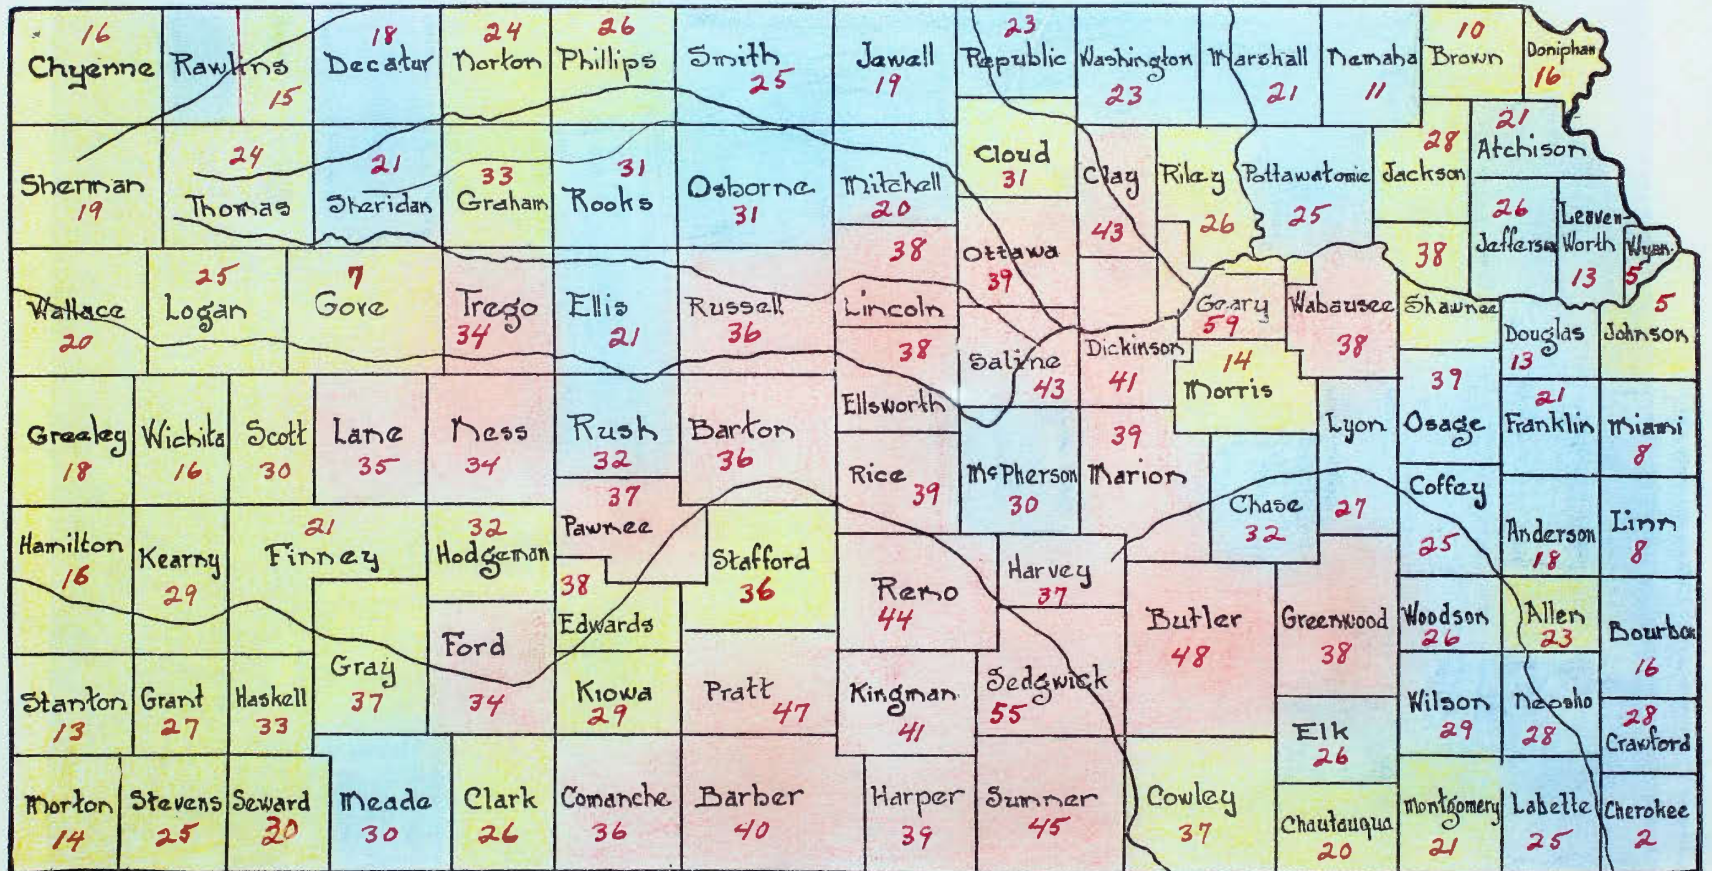 16
Chyenne
Rawlins
15
18
Decatur
24
Norton
26
Phillips
Smith
25
Jewell
19
23
Republic
Washington
23
Marshall
21
Nemaha
11
10
Brown
Doniphan
16
Sherman
19
24
Thomas
21
Sheridan
33
Graham
31
Rooks
Osborne
31
Mitchell
20
Cloud
31
Clay
43
Riley
26
Pottawatomie
25
28
Jackson
21
Atchison
26
Jefferson
Leaven-
Worth
13
Wyan.
5
Wallace
20
25
Logan
7
Gove
Trego
34
Ellis
21
Russell
36
38
Lincoln
Ottawa
39
Saline
43
Dickinson
41
Geary
59
Wabausee
38
38
Shawnee
Douglas
13
5
Johnson
14
Morris
Greeley
18
Wichita
16
Scott
30
Lane
35
Ness
34
Rush
32
Barton
36
38
Ellsworth
Rice
39
McPherson
30
39
Marion
Chase
32
Lyon
27
39
Osage
21
Franklin
Miami
8
Hamilton
16
Kearny
29
21
Finney
32
Hodgeman
37
Pawnee
Stafford
36
38
Edwards
Reno
44
Harvey
37
Butler
48
Greenwood
38
Coffey
25
Anderson
18
Linn
8
Woodson
26
Allen
23
Bourbon
16
Stanton
13
Grant
27
Haskell
33
Gray
37
Ford
34
Kiowa
29
Pratt
47
Kingman
41
Sedgwick
55
Elk
26
Wilson
29
Neosho
28
28
Crawford
Morton
14
Stevens
25
Seward
20
Meade
30
Clark
26
Comanche
36
Barber
40
Harper
39
Sumner
45
Cowley
37
Chautauqua
20
Montgomery
21
Labette
25
Cherokee
2